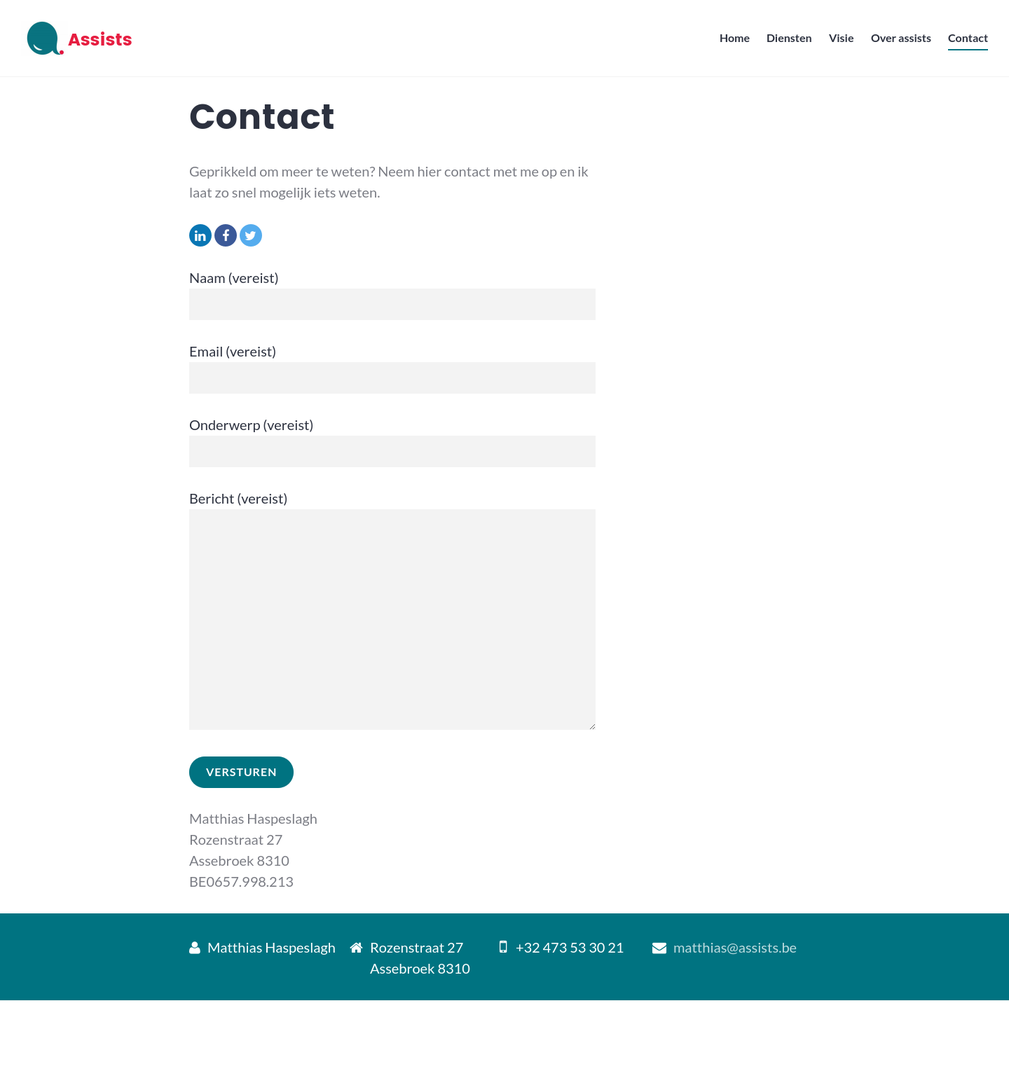 Assists
Home Diensten Visie Over assists Contact
Contact
Geprikkeld om meer te weten? Neem hier contact met me op en ik
laat zo snel mogelijk iets weten.
Naam (vereist)
Email (vereist)
Onderwerp (vereist)
Bericht (vereist)
VERSTUREN
Matthias Haspeslagh
Rozenstraat 27
Assebroek 8310
BE0657.998.213
Matthias Haspeslagh
Rozenstraat 27
Assebroek 8310
+32 473 53 30 21
matthias@assists.be